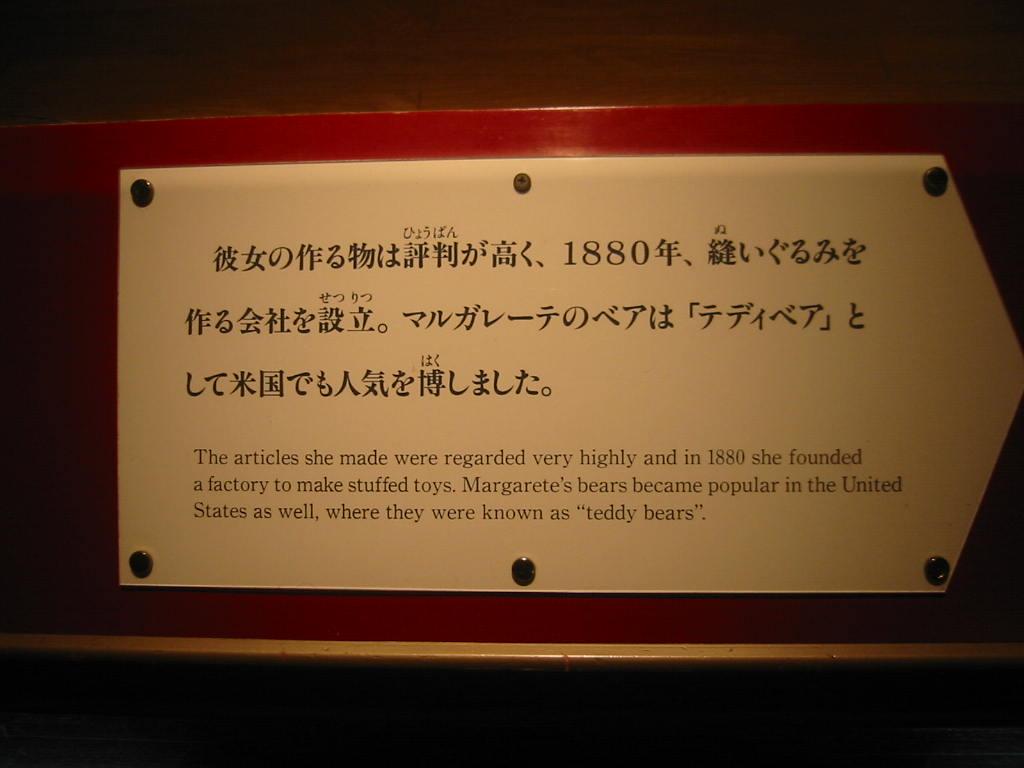 彼女の作る物は評判が高く、1880年、縫いぐるみを
作る会社を設立。マルガレーテのベアは「テディベア」と
して米国でも人気を博しました。
The articles she made were regarded very highly and in 1880 she founded
a factory to make stuffed toys. Margarete's bears became popular in the United
States as well, where they were known as “teddy bears”.